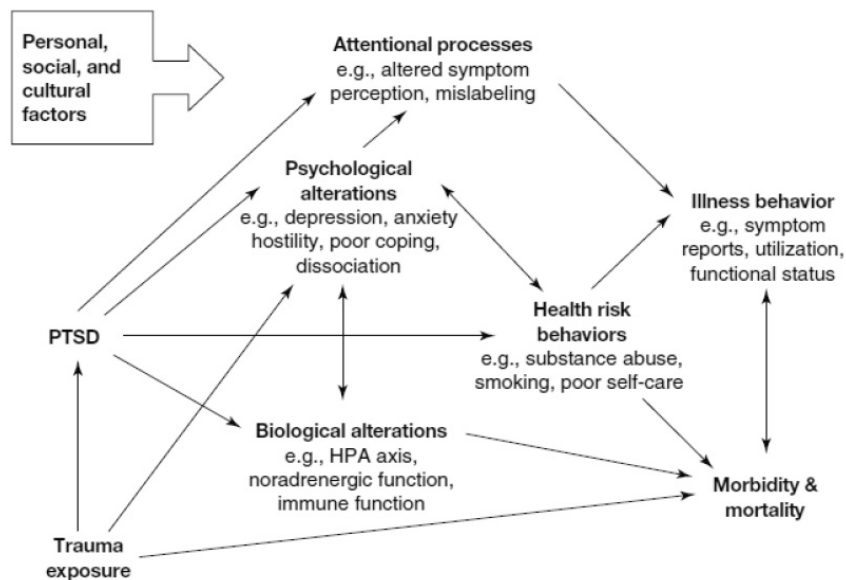 Personal,
social, and
cultural
factors
Attentional processes
e.g., altered symptom
perception, mislabeling
Psychological
alterations
e.g., depression, anxiety
hostility, poor coping,
dissociation
Illness behavior
e.g., symptom
reports, utilization,
functional status
PTSD
Health risk
behaviors
e.g., substance abuse,
smoking, poor self-care
Biological alterations
e.g., HPA axis,
noradrenergic function,
immune function
Morbidity &
mortality
Trauma
exposure